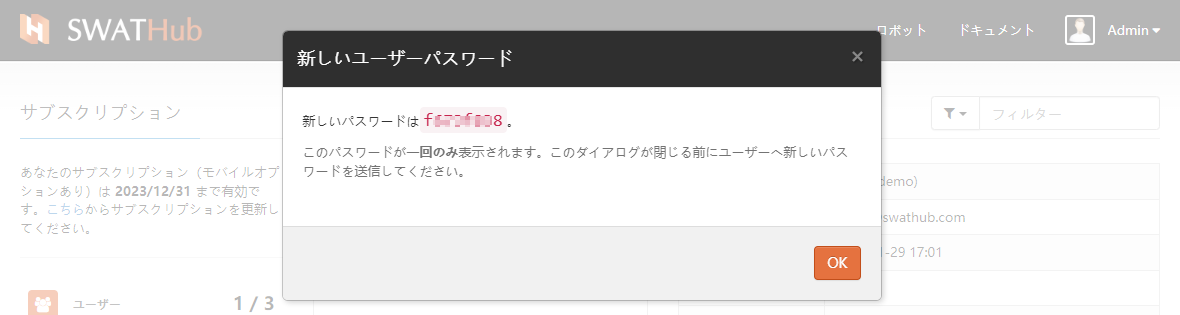 SWATHub
ロボット
ドキュメント
Admin
新しいユーザーパスワード
×
サブスクリプション
フィルター
新しいパスワードは 。
このパスワードが一回のみ表示されます。このダイアログが閉じる前にユーザーへ新しいパス
ワードを送信してください。
あなたのサブスクリプション（モバイルオプ
ションあり）は 2023/12/31 まで有効で
す。こちらからサブスクリプションを更新し
てください。
demo)
swathub.com
-29 17:01
OK
ユーザー
1 / 3